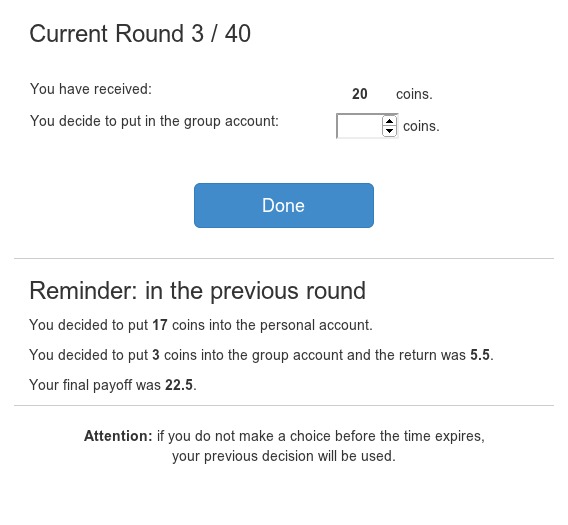 Current Round 3 / 40
You have received: 20 coins.
You decide to put in the group account: coins.
Done
Reminder: in the previous round
You decided to put 17 coins into the personal account.
You decided to put 3 coins into the group account and the return was 5.5.
Your final payoff was 22.5.
Attention: if you do not make a choice before the time expires,
your previous decision will be used.